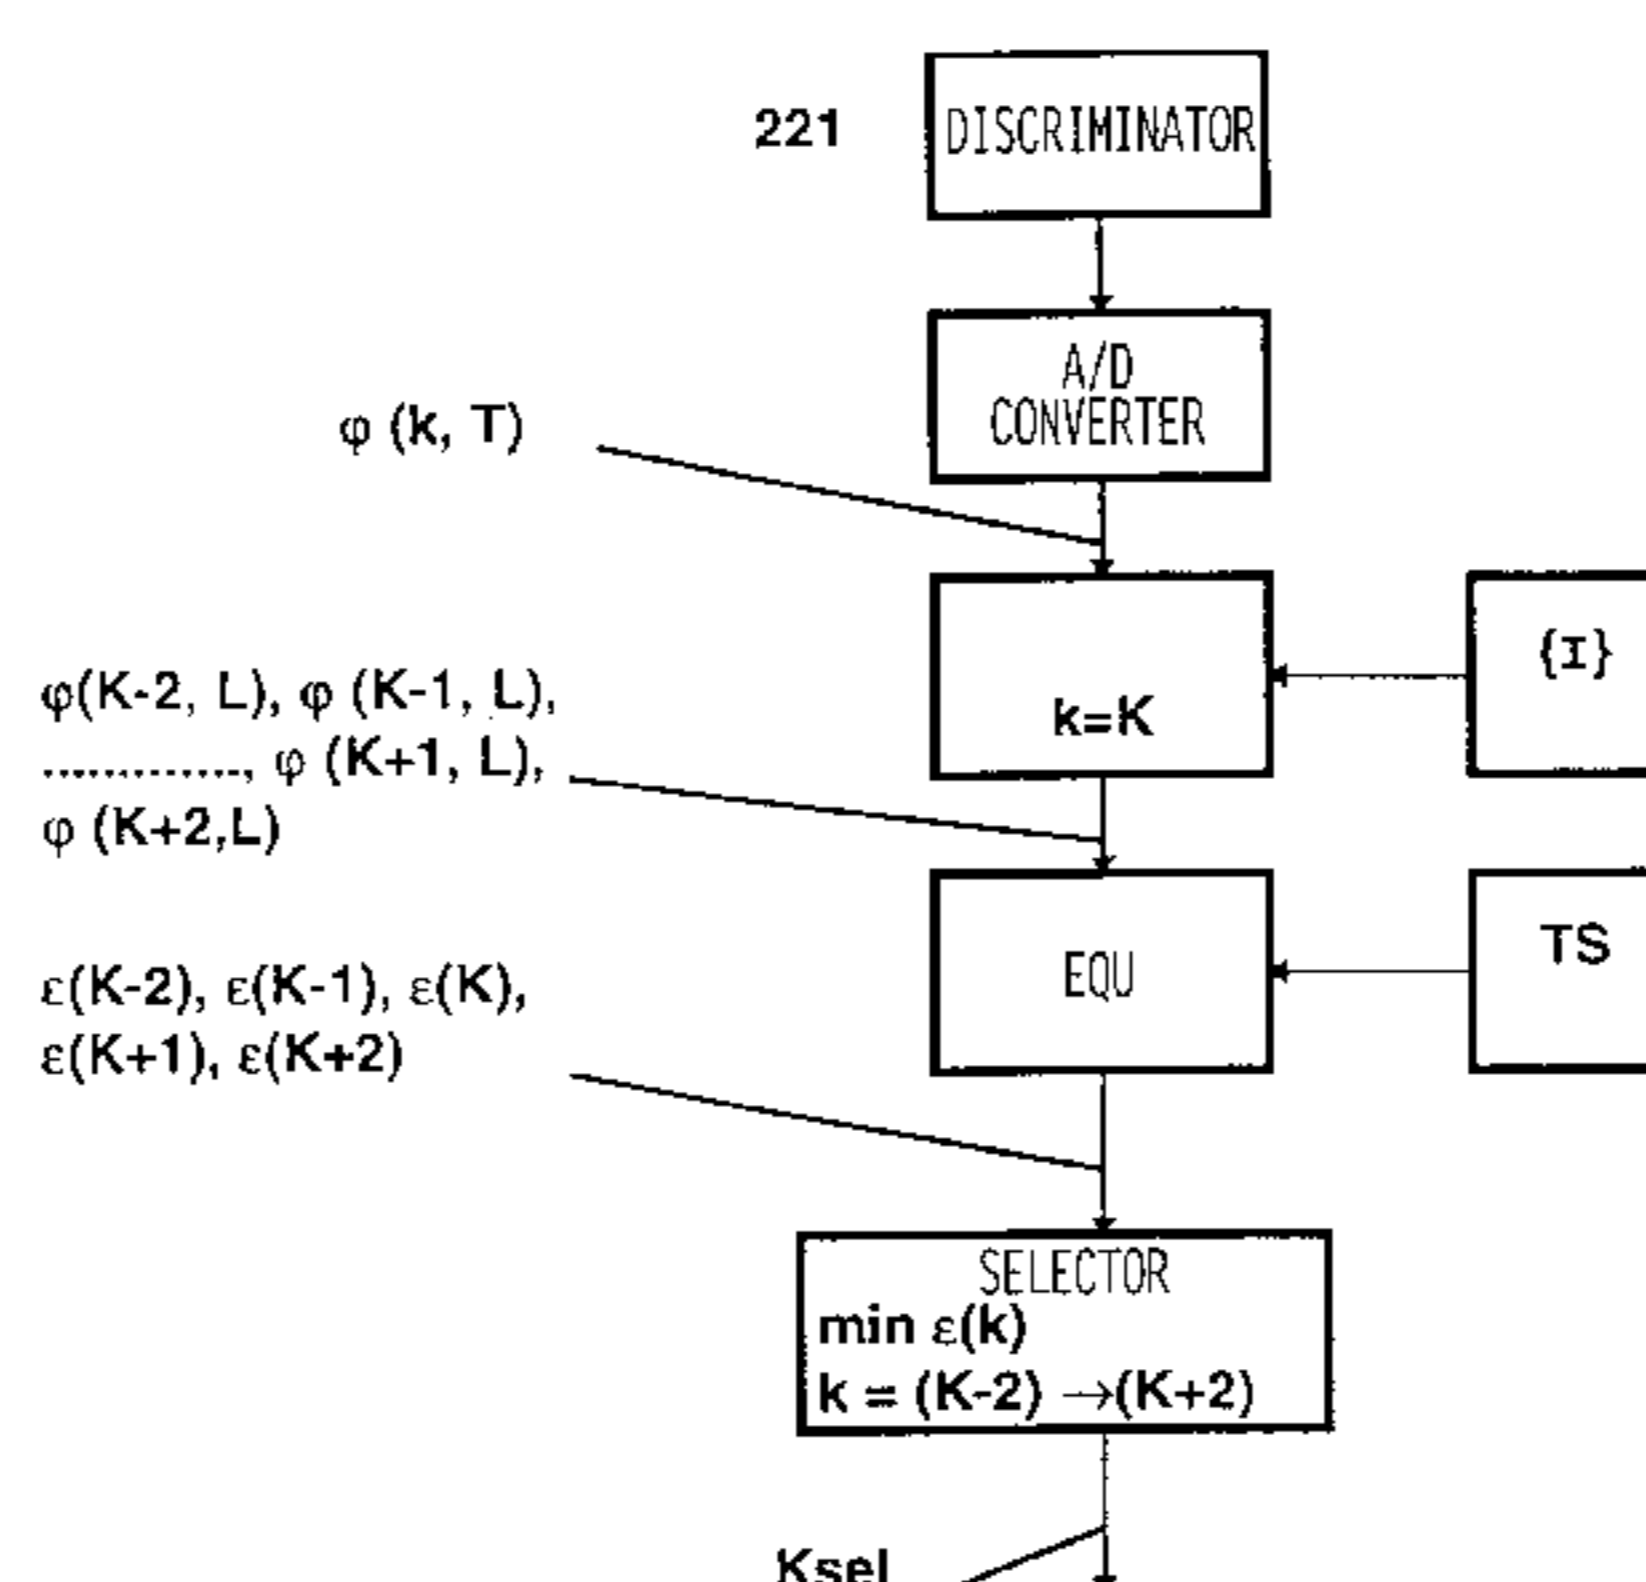 221
DISCRIMINATOR
A/D
CONVERTER
φ (k, T)
{I}
k=K
φ(K-2, L), φ (K-1, L),
............., φ (K+1, L),
φ (K+2,L)
EQU
TS
ε(K-2), ε(K-1), ε(K),
ε(K+1), ε(K+2)
SELECTOR
min ε(k)
k = (K-2) →(K+2)
Ksel